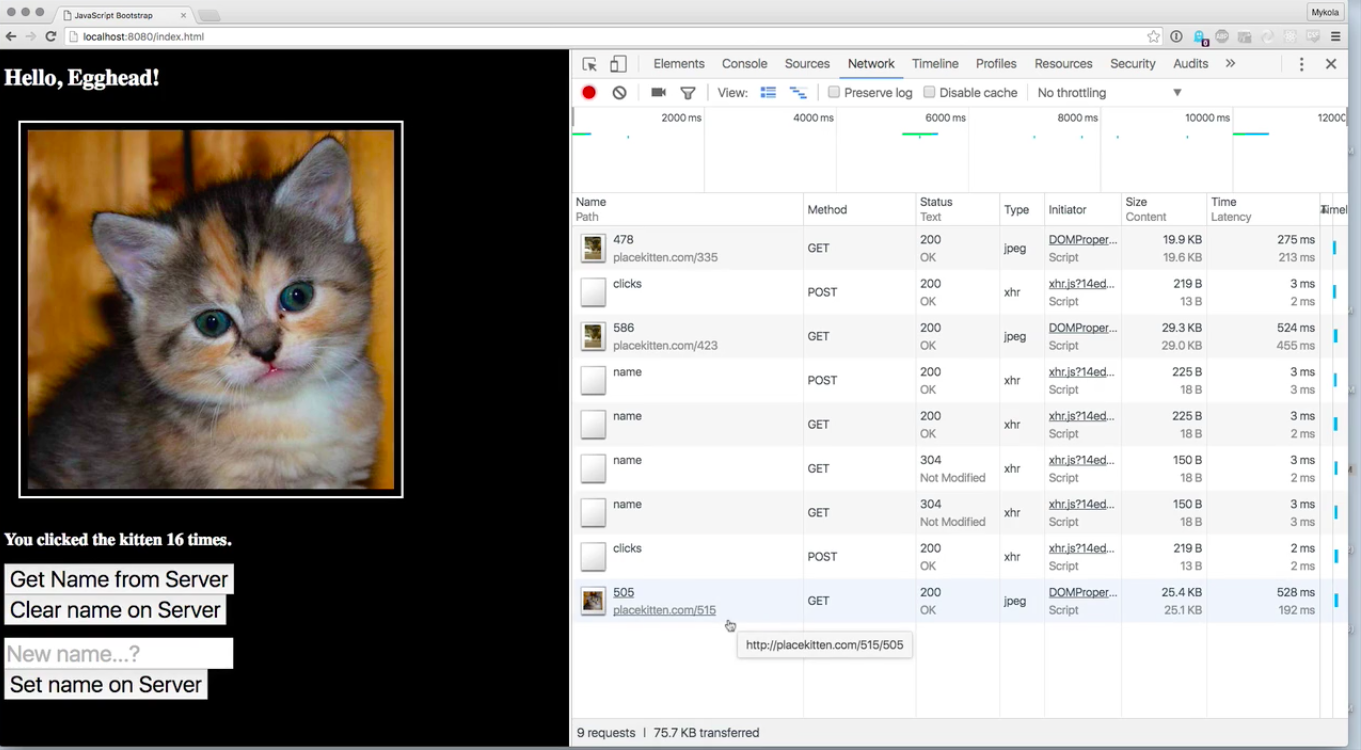 JavaScript Bootstrap
Mykola
localhost:8080/index.html
Hello, Egghead!
You clicked the kitten 16 times.
Get Name from Server
Clear name on Server
New name...?
Set name on Server
Elements Console Sources Network Timeline Profiles Resources Security Audits
View: Preserve log Disable cache No throttling
2000 ms 4000 ms 6000 ms 8000 ms 10000 ms 12000
Name Method Status Type Initiator Size Time
Path Text Content Latency
478 GET 200 jpeg DOMProper... 19.9 KB 275 ms
placekitten.com/335 OK Script 19.6 KB 213 ms
clicks POST 200 xhr xhr.js?14ed... 219 B 3 ms
OK Script 13 B 2 ms
586 GET 200 jpeg DOMProper... 29.3 KB 524 ms
placekitten.com/423 OK Script 29.0 KB 455 ms
name POST 200 xhr xhr.js?14ed... 225 B 3 ms
OK Script 18 B 3 ms
name GET 200 xhr xhr.js?14ed... 225 B 3 ms
OK Script 18 B 2 ms
name GET 304 xhr xhr.js?14ed... 150 B 3 ms
Not Modified Script 18 B 2 ms
name GET 304 xhr xhr.js?14ed... 150 B 3 ms
Not Modified Script 18 B 3 ms
clicks POST 200 xhr xhr.js?14ed... 219 B 2 ms
OK Script 13 B 2 ms
505 GET 200 jpeg DOMProper... 25.4 KB 528 ms
placekitten.com/515 OK Script 25.1 KB 192 ms
http://placekitten.com/515/505
9 requests | 75.7 KB transferred